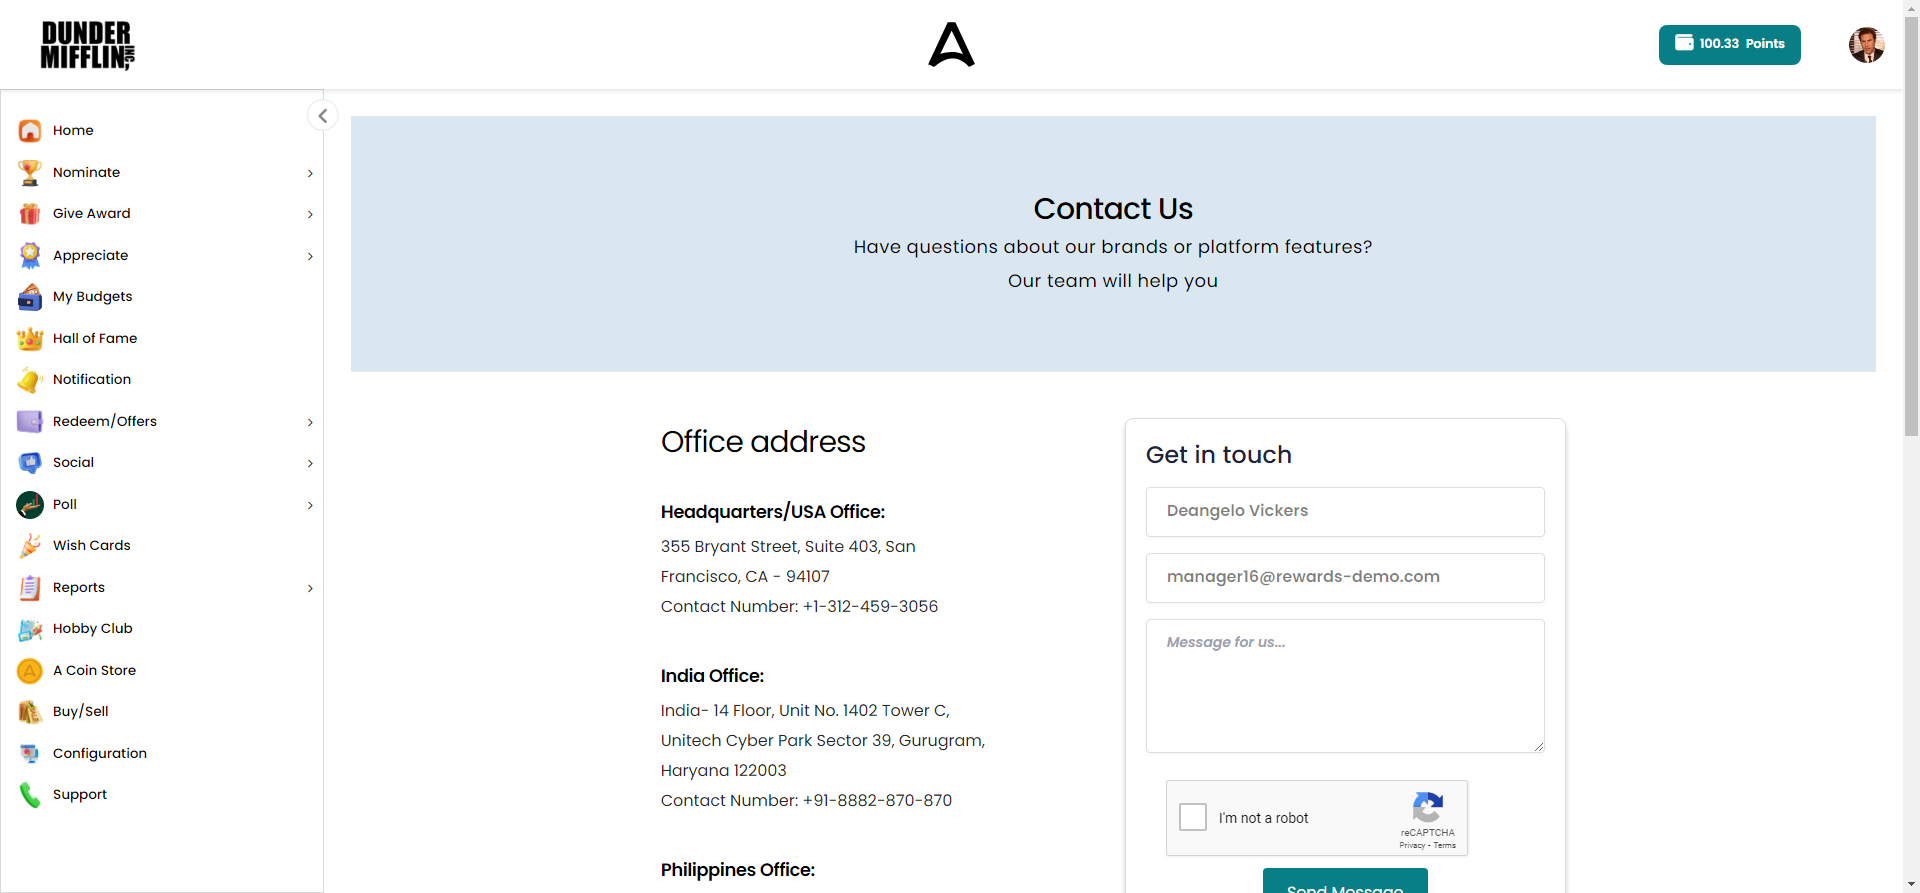 DUNDER
MIFFLIN, INC
100.33 Points
Home
Nominate
Give Award
Appreciate
My Budgets
Hall of Fame
Notification
Redeem/Offers
Social
Poll
Wish Cards
Reports
Hobby Club
A Coin Store
Buy/Sell
Configuration
Support
Contact Us
Have questions about our brands or platform features?
Our team will help you
Office address
Headquarters/USA Office:
355 Bryant Street, Suite 403, San
Francisco, CA - 94107
Contact Number: +1-312-459-3056
India Office:
India- 14 Floor, Unit No. 1402 Tower C,
Unitech Cyber Park Sector 39, Gurugram,
Haryana 122003
Contact Number: +91-8882-870-870
Philippines Office:
Get in touch
Deangelo Vickers
manager16@rewards-demo.com
Message for us...
I'm not a robot
reCAPTCHA
Privacy - Terms
Send Message